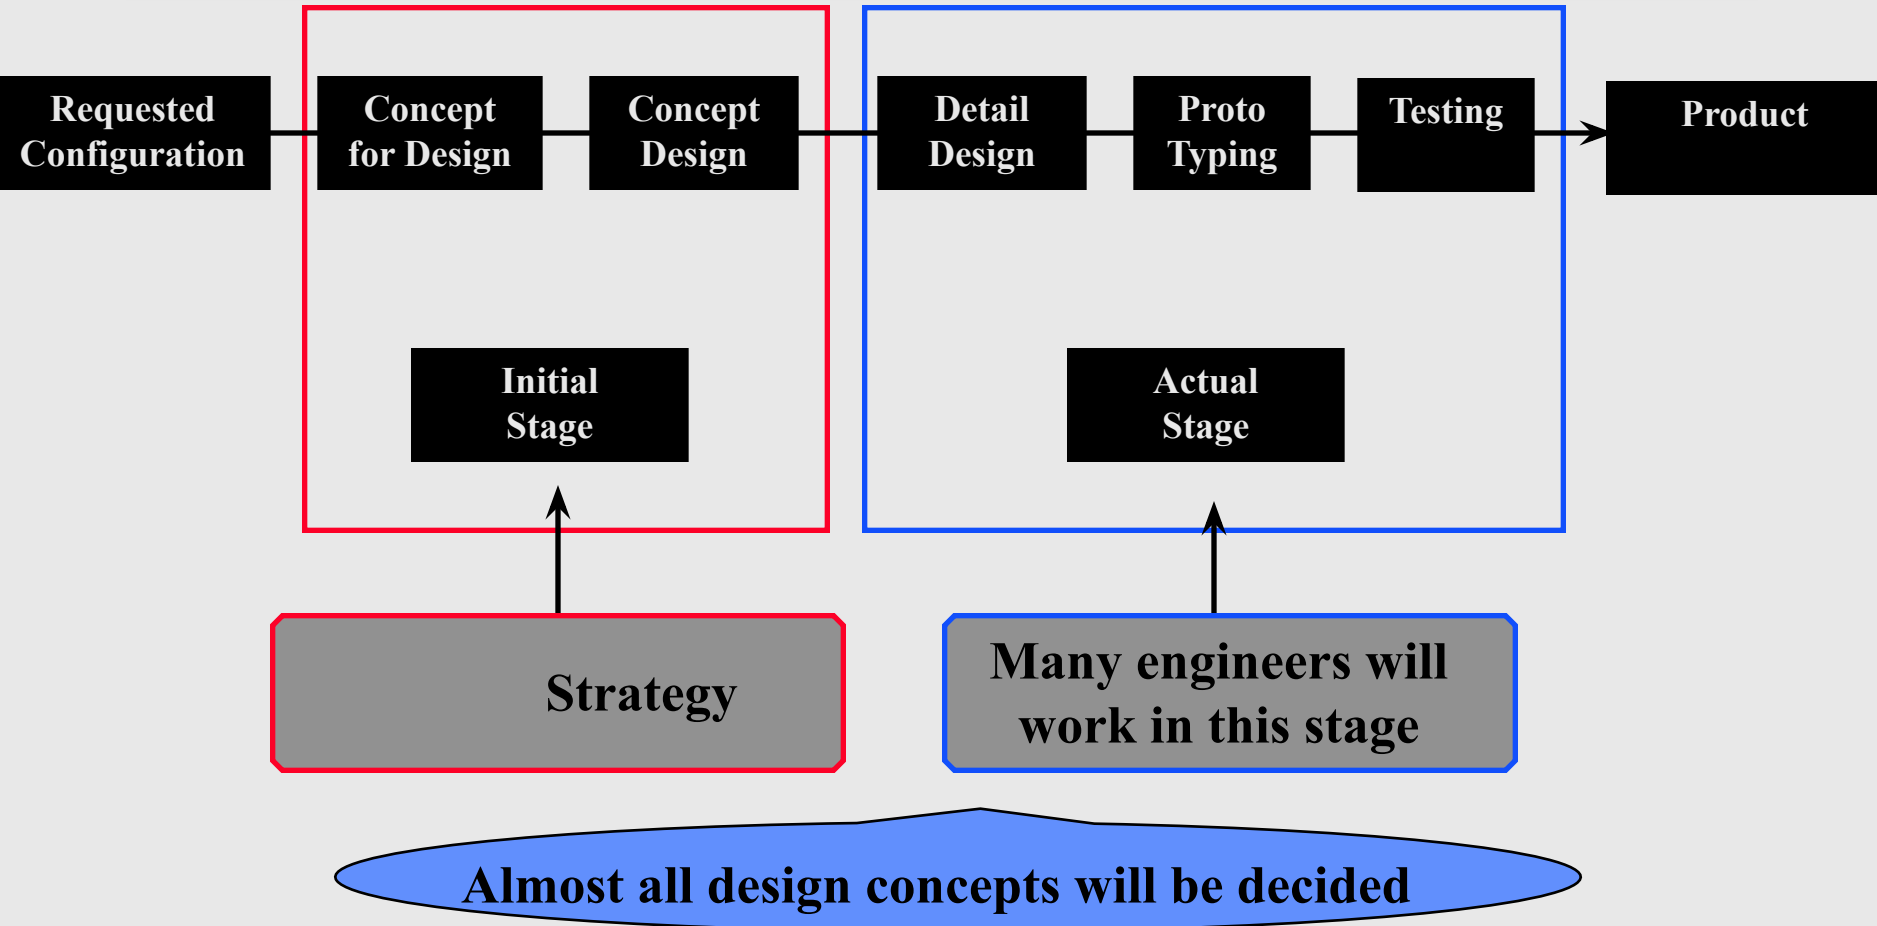 Requested
Configuration
Concept
for Design
Concept
Design
Detail
Design
Proto
Typing
Testing
Product
Initial
Stage
Actual
Stage
Strategy
Many engineers will
work in this stage
Almost all design concepts will be decided